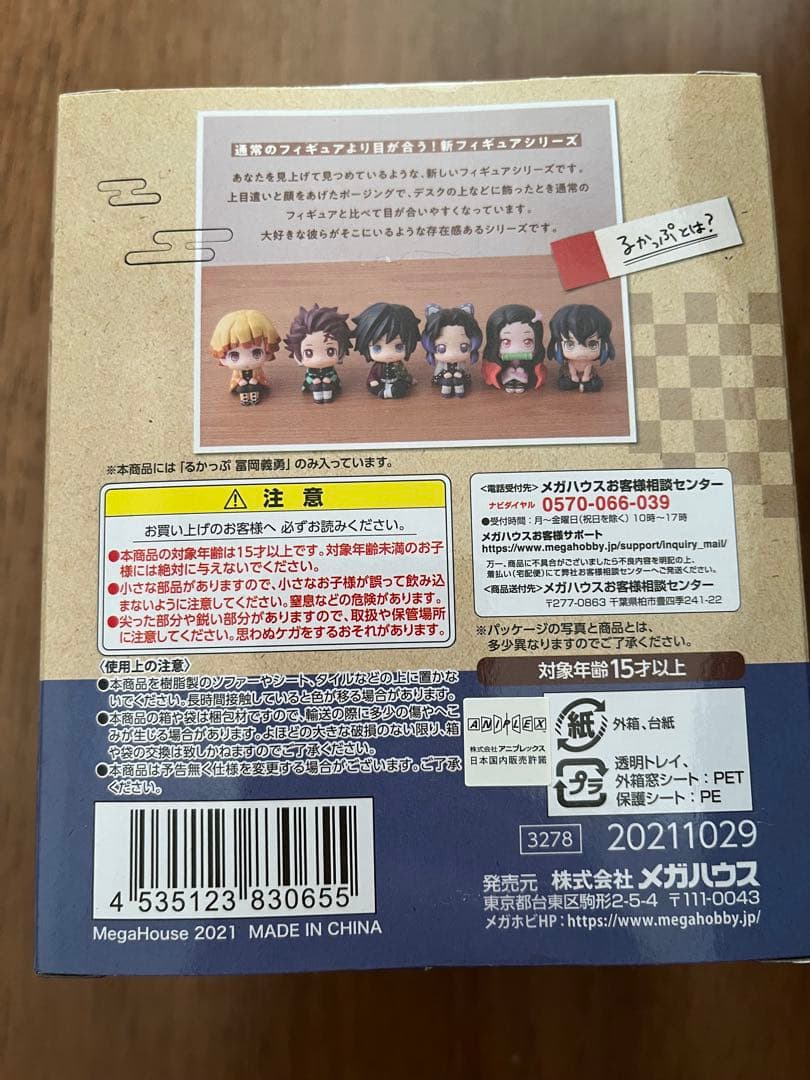 通常のフィギュアより目が合う！新フィギュアシリーズ
あなたを見上げて見つめているような、新しいフィギュアシリーズです。
上目遣いと顔をあげたポージングで、デスクの上などに飾ったとき通常の
フィギュアと比べて目が合いやすくなっています。
大好きな彼らがそこにいるような存在感あるシリーズです。
るかっぷとは？
※本商品には「るかっぷ 冨岡義勇」のみ入っています。
注意
お買い上げのお客様へ 必ずお読みください。
●本商品の対象年齢は15才以上です。対象年齢未満のお子
様には絶対に与えないでください。
●小さな部品がありますので、小さなお子様が誤って飲み込
まないように注意してください。窒息などの危険があります。
●尖った部分や鋭い部分がありますので、取扱や保管場所
に注意してください。思わぬケガをするおそれがあります。
〈使用上の注意〉
●本商品を樹脂製のソファーやシート、タイルなどの上に置かな
いでください。長時間接触していると色が移る場合があります。
●本商品の箱や袋は梱包材ですので、輸送の際に多少の傷やへこ
みが生じる場合があります。よほどの大きな破損のない限り、箱
や袋の交換は致しかねますのでご了承ください。
●本商品は予告無く仕様を変更する場合がございます。ご了承
ください。
4 535123 830655
MegaHouse 2021 MADE IN CHINA
<電話受付先> メガハウスお客様相談センター
ナビダイヤル 0570-066-039
●受付時間：月～金曜日(祝日を除く) 10時～17時
メガハウスお客様サポート
https://www.megahobby.jp/support/inquiry_mail/
万一、商品に不具合がございましたら不良内容を明記の上、
着払い(宅配便)にて弊社お客様相談センターへご発送ください。
<商品送付先> メガハウスお客様相談センター
〒277-0863 千葉県柏市豊四季241-22
※パッケージの写真と商品とは、
多少異なりますのでご了承ください。
対象年齢15才以上
ANIPLEX
株式会社アニプレックス
日本国内販売許諾
紙
外箱、台紙
プラ
透明トレイ、
外箱窓シート：PET
保護シート：PE
3278 20211029
発売元 株式会社 メガハウス
東京都台東区駒形2-5-4 〒111-0043
メガホビHP：https://www.megahobby.jp/